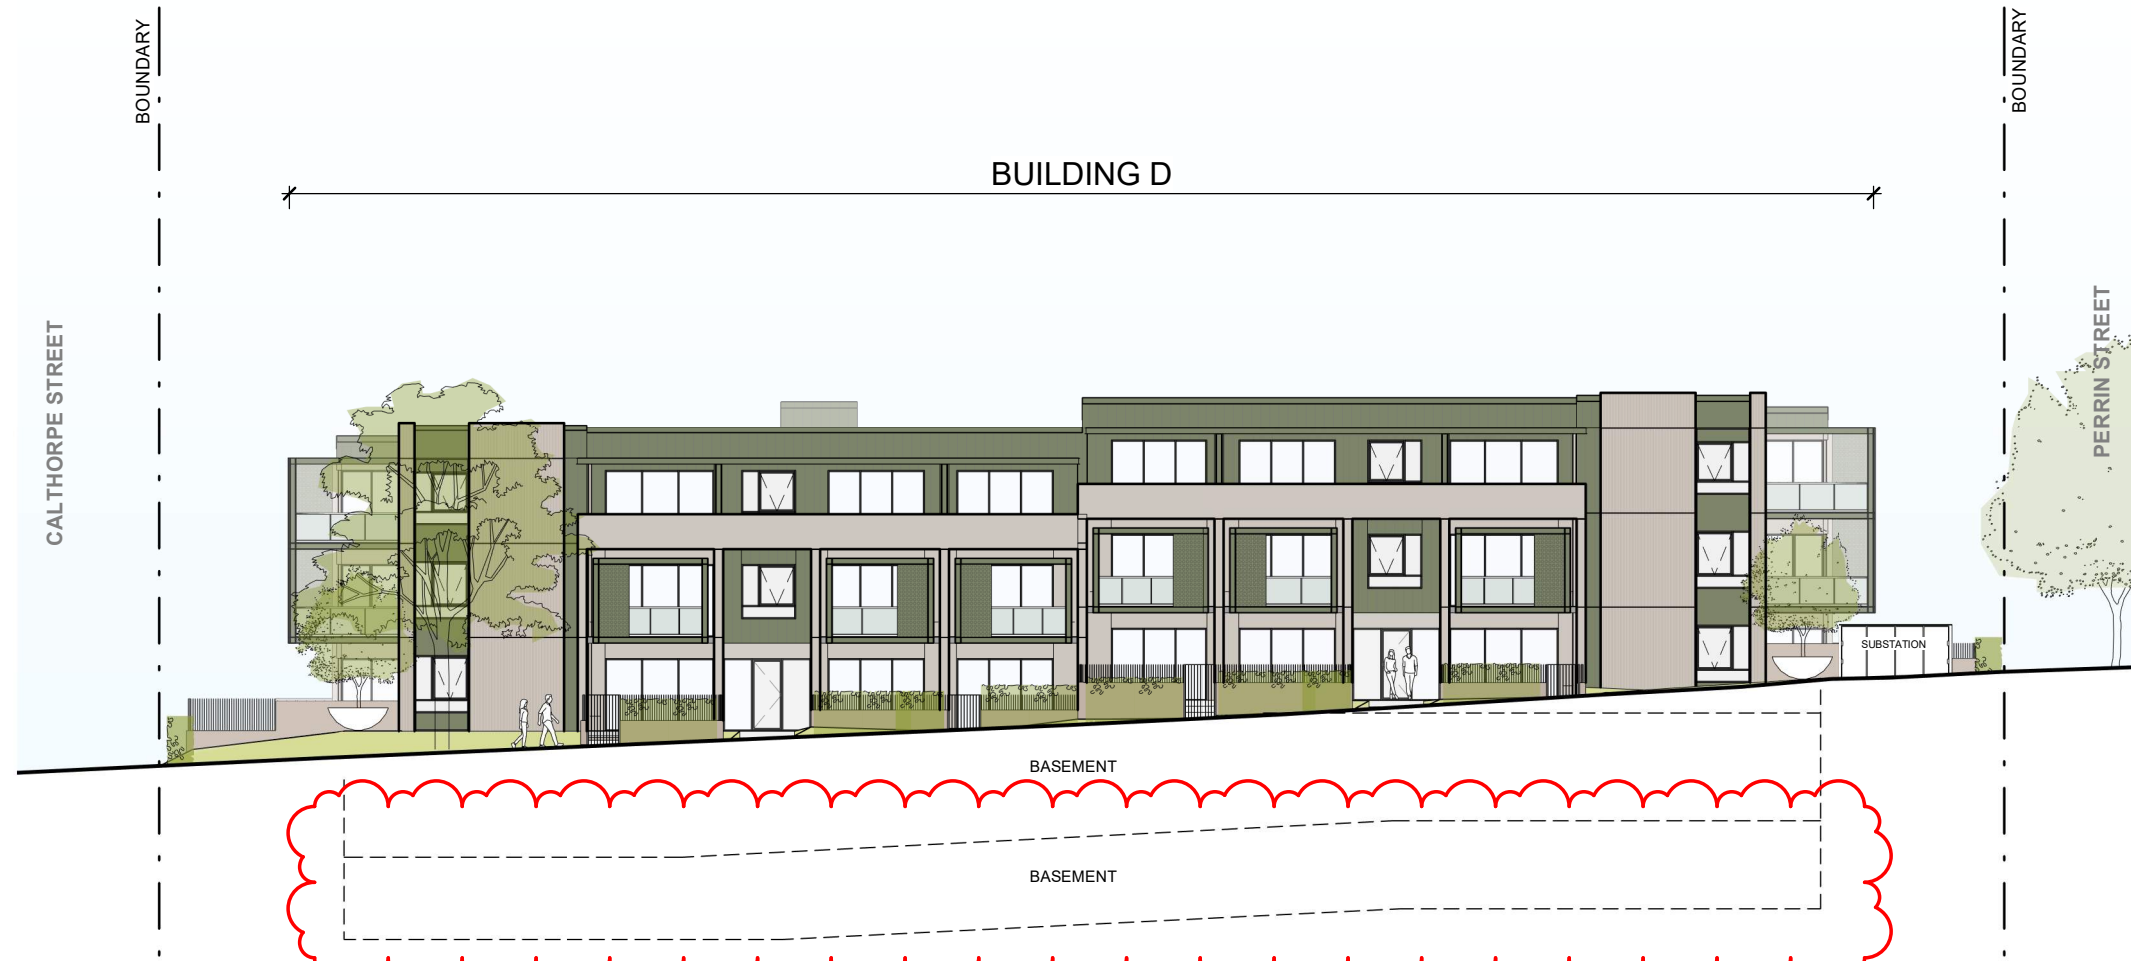 BOUNDARY
BOUNDARY
BUILDING D
CALTHORPE STREET
PERRIN STREET
SUBSTATION
BASEMENT
BASEMENT